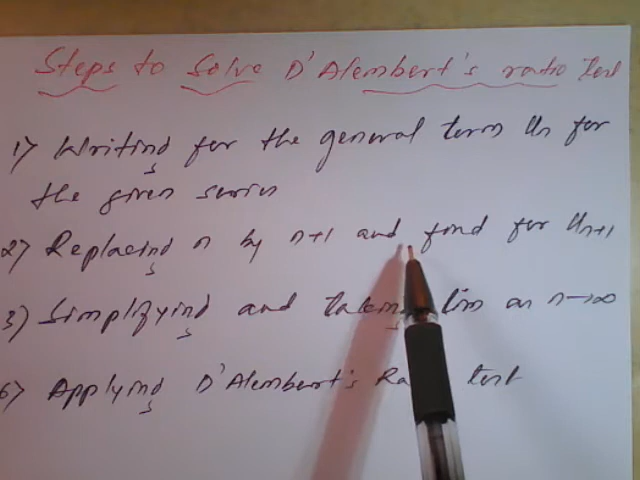 Steps to Solve D'Alembert's ratio test
1) Writing for the general term Un for
the given series
2) Replacing n by n+1 and find for Un+1
3) Simplifying and taking lim as n→∞
6) Applying D'Alembert's Ra test